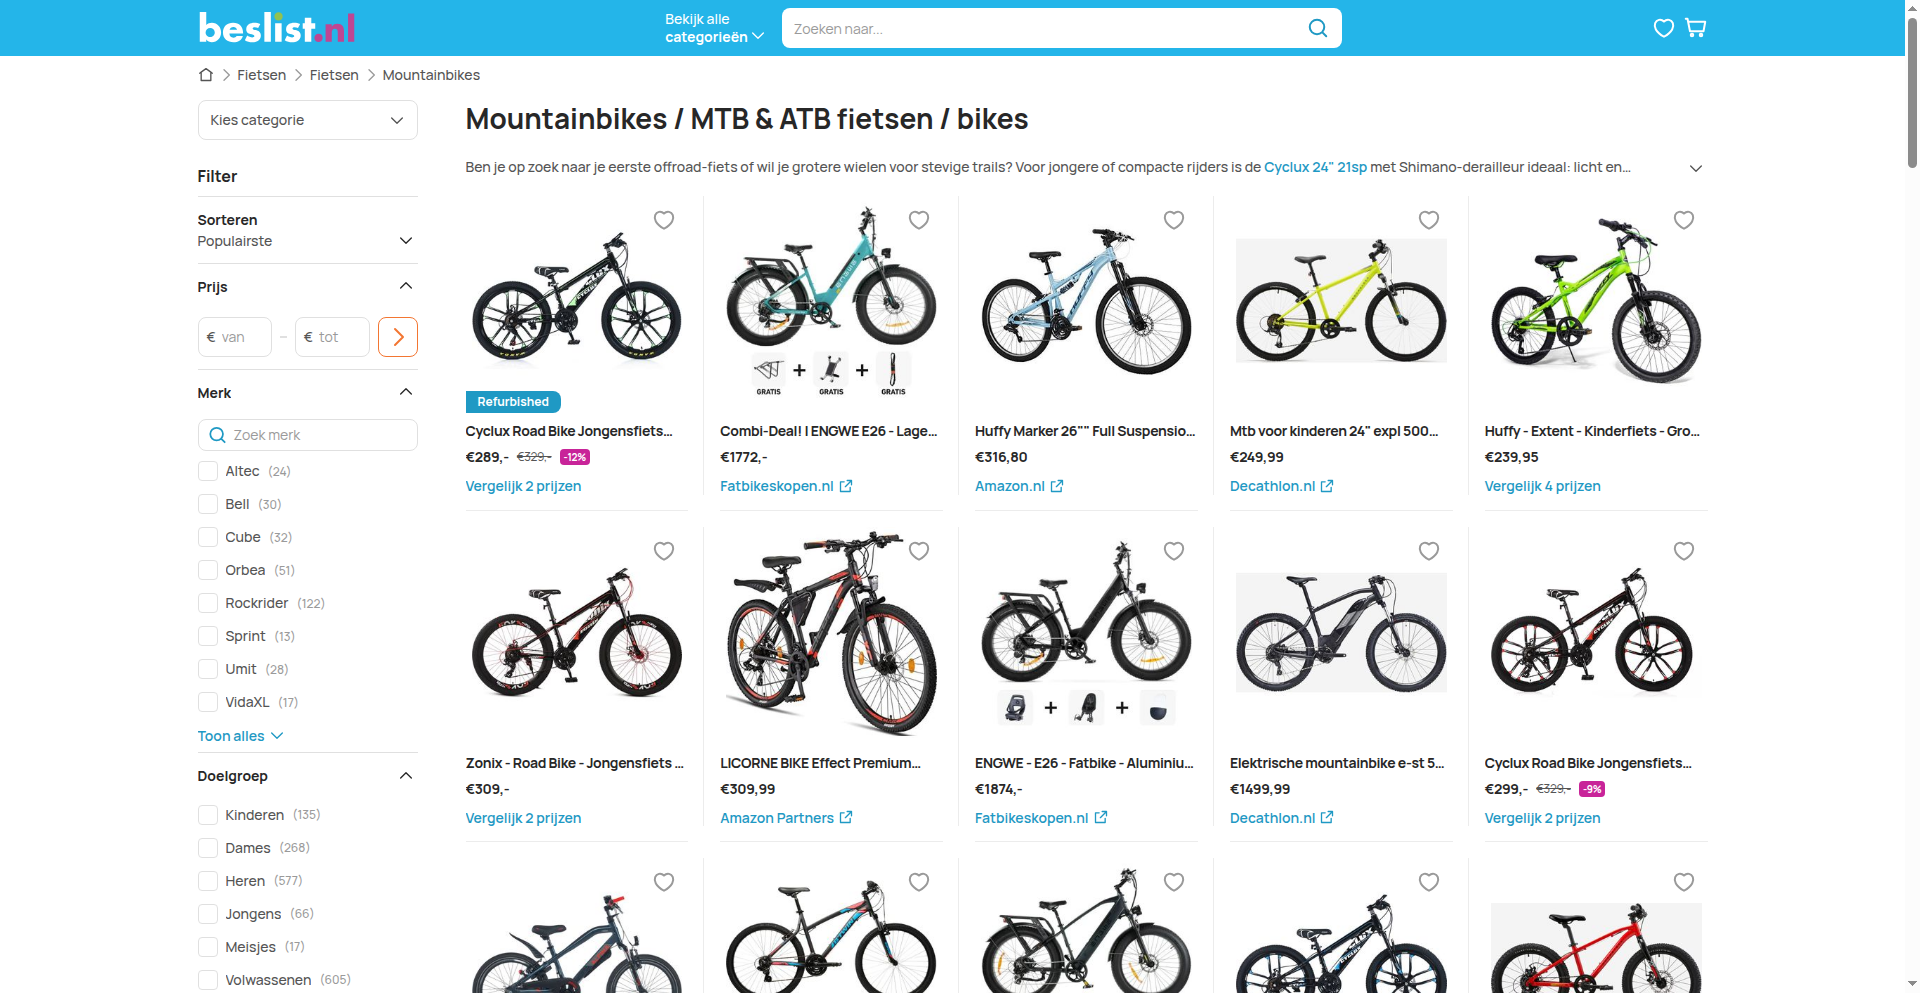 beslist.nl
Bekijk alle
categorieën
Zoeken naar...
Fietsen
Fietsen
Mountainbikes
Kies categorie
Filter
Sorteren
Populairste
Prijs
€ van
–
€ tot
Merk
Zoek merk
Altec (24)
Bell (30)
Cube (32)
Orbea (51)
Rockrider (122)
Sprint (13)
Umit (28)
VidaXL (17)
Toon alles
Doelgroep
Kinderen (135)
Dames (268)
Heren (577)
Jongens (66)
Meisjes (17)
Volwassenen (605)
Mountainbikes / MTB & ATB fietsen / bikes
Ben je op zoek naar je eerste offroad-fiets of wil je grotere wielen voor stevige trails? Voor jongere of compacte rijders is de Cyclux 24" 21sp met Shimano-derailleur ideaal: licht en...
Refurbished
Cyclux Road Bike Jongensfiets...
€289,- €329,- -12%
Vergelijk 2 prijzen
GRATIS + GRATIS + GRATIS
Combi-Deal! | ENGWE E26 - Lage...
€1772,-
Fatbikeskopen.nl
Huffy Marker 26"" Full Suspensio...
€316,80
Amazon.nl
Mtb voor kinderen 24" expl 500...
€249,99
Decathlon.nl
Huffy - Extent - Kinderfiets - Gro...
€239,95
Vergelijk 4 prijzen
Zonix - Road Bike - Jongensfiets ...
€309,-
Vergelijk 2 prijzen
LICORNE BIKE Effect Premium...
€309,99
Amazon Partners
+ +
ENGWE - E26 - Fatbike - Aluminiu...
€1874,-
Fatbikeskopen.nl
Elektrische mountainbike e-st 5...
€1499,99
Decathlon.nl
Cyclux Road Bike Jongensfiets...
€299,- €329,- -9%
Vergelijk 2 prijzen